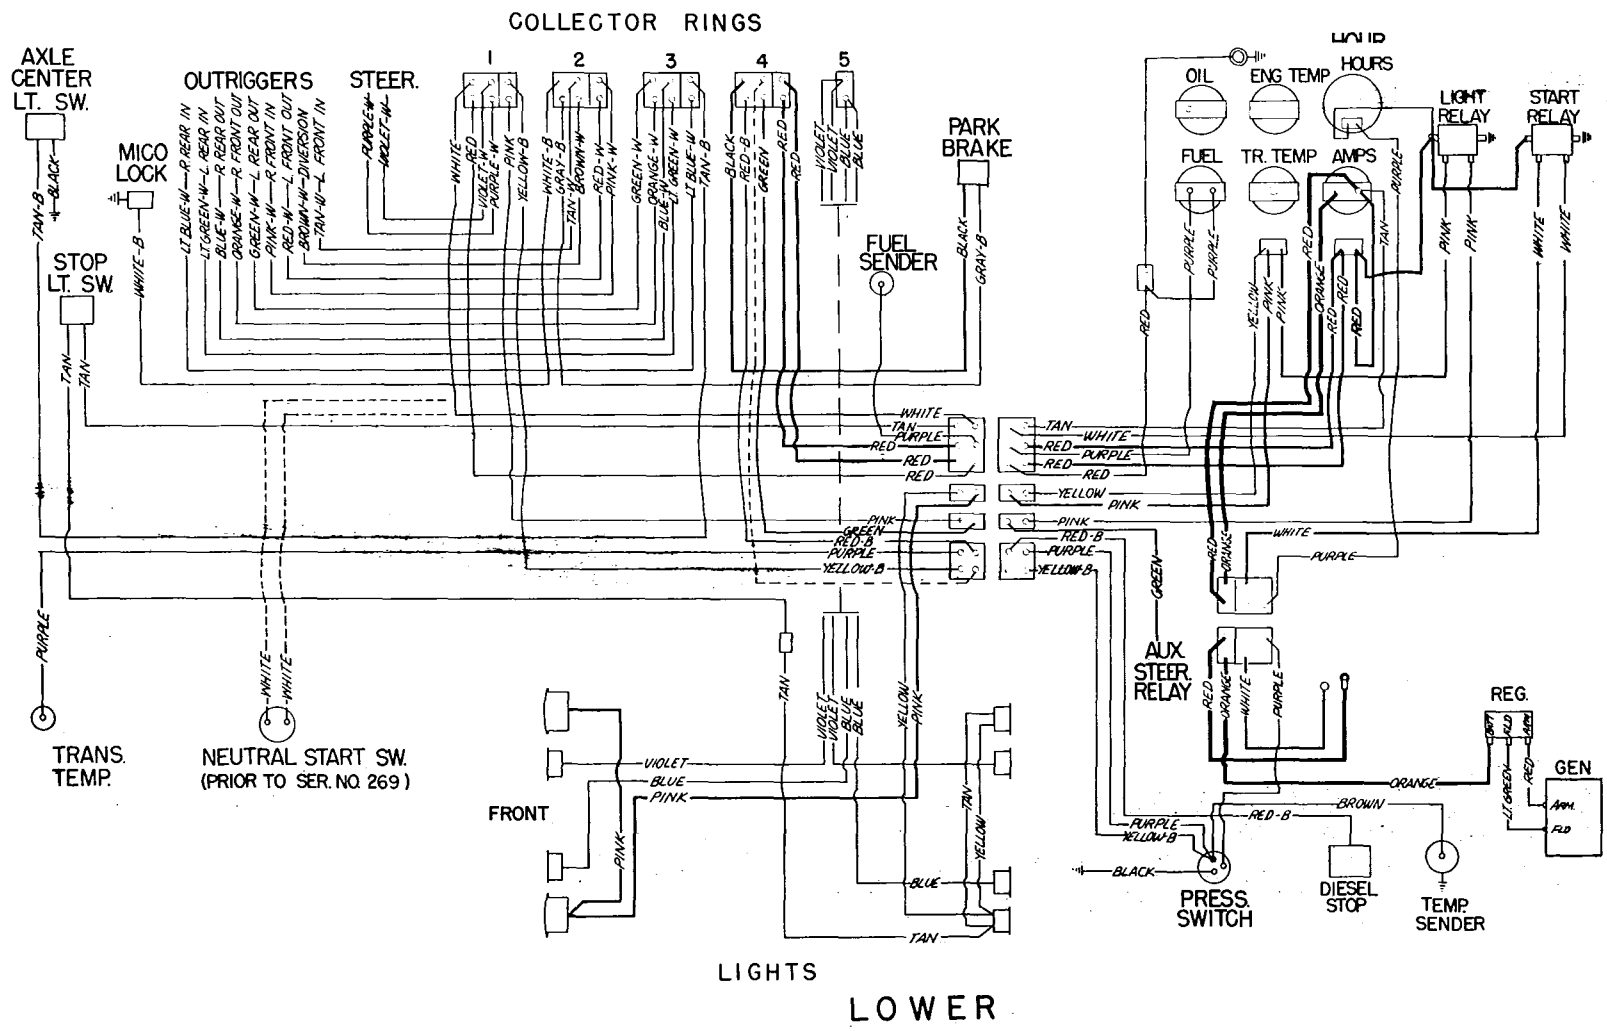 COLLECTOR RINGS
AXLE
CENTER
LT. SW.
OUTRIGGERS
STEER.
1
2
3
4
5
HOUR
HOURS
OIL
ENG TEMP
LIGHT
RELAY
START
RELAY
PARK
BRAKE
FUEL
TR. TEMP
AMPS
MICO
LOCK
TAN-B
BLACK
LT BLUE-W—R REAR IN
LT GREEN-W—L REAR IN
BLUE-W—R REAR OUT
ORANGE-W—R FRONT OUT
GREEN-W—L REAR OUT
PINK-W—R FRONT IN
RED-W—L FRONT OUT
BROWN-W—DIVERSION
TAN-W—L FRONT IN
PURPLE-W
VIOLET-W
WHITE
RED
VIOLET-W
PURPLE-W
PINK
YELLOW-B
WHITE-B
GRAY-B
TAN-W
BROWN-W
RED-W
PINK-W
GREEN-W
ORANGE-W
BLUE-W
LT GREEN-W
LT BLUE-W
TAN-B
BLACK
RED-B
GREEN
RED
RED
VIOLET
VIOLET
BLUE
BLUE
BLACK
GRAY-B
PURPLE
PINK
PINK
WHITE
WHITE
STOP
LT. SW.
WHITE-B
FUEL
SENDER
RED
PURPLE
PURPLE
YELLOW
PINK
PINK
RED
ORANGE
RED
RED
RED
TAN
TAN
TAN
WHITE
TAN
PURPLE
RED
RED
RED
TAN
WHITE
RED
PURPLE
RED
RED
YELLOW
PINK
PINK
GREEN
RED-B
PURPLE
YELLOW-B
PINK
RED-B
PURPLE
YELLOW-B
GREEN
RED
ORANGE
WHITE
PURPLE
PURPLE
WHITE
WHITE
TRANS.
TEMP.
NEUTRAL START SW.
(PRIOR TO SER. NO. 269)
TAN
VIOLET
VIOLET
BLUE
BLUE
YELLOW
PINK
AUX.
STEER.
RELAY
RED
ORANGE
WHITE
PURPLE
REG.
BATT
FLD
ARM
GEN
ARM.
FLD
ORANGE
LT. GREEN
RED
VIOLET
BLUE
PINK
FRONT
PINK
TAN
YELLOW
BLUE
TAN
BROWN
RED-B
PURPLE
YELLOW-B
BLACK
PRESS.
SWITCH
DIESEL
STOP
TEMP.
SENDER
LIGHTS
LOWER